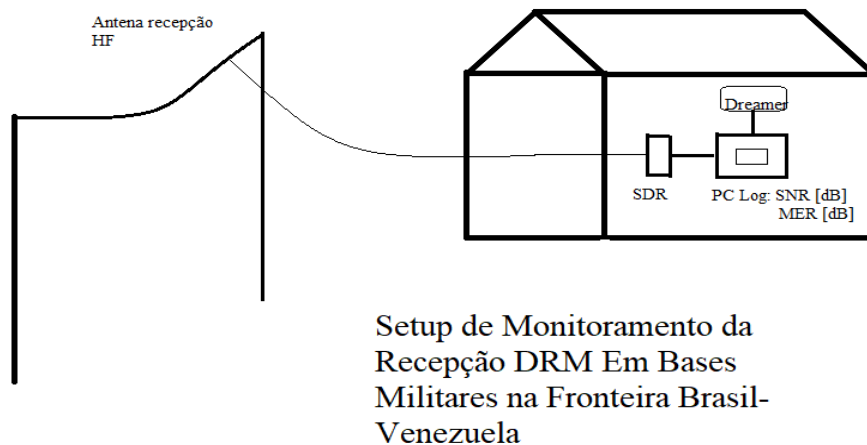 Antena recepção
HF
Dreamer
SDR
PC Log: SNR [dB]
MER [dB]
Setup de Monitoramento da
Recepção DRM Em Bases
Militares na Fronteira Brasil-
Venezuela